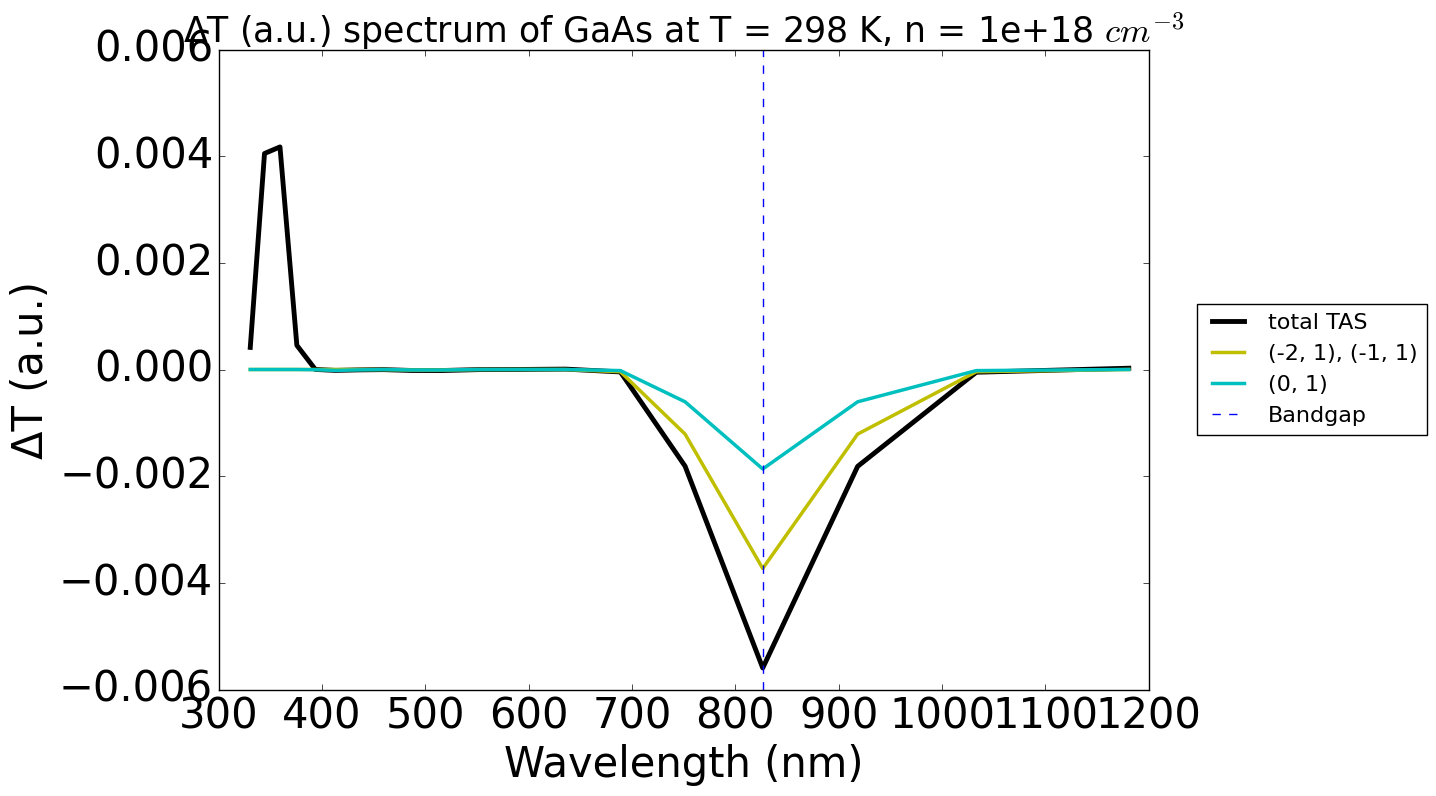 ΔT (a.u.) spectrum of GaAs at T = 298 K, n = 1e+18 cm⁻³
0.006
0.004
0.002
0.000
−0.002
−0.004
−0.006
ΔT (a.u.)
300 400 500 600 700 800 900 1000 1100 1200
Wavelength (nm)
total TAS
(-2, 1), (-1, 1)
(0, 1)
Bandgap